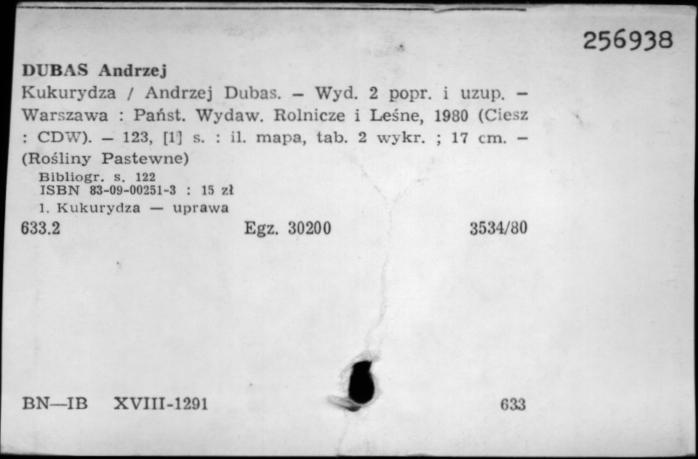 256938
DUBAS Andrzej
Kukurydza / Andrzej Dubas. — Wyd. 2 popr. i uzup. —
Warszawa : Państ. Wydaw. Rolnicze i Leśne, 1980 (Ciesz
: CDW). — 123, [1] s. : il. mapa, tab. 2 wykr. ; 17 cm. —
(Rośliny Pastewne)
Bibliogr. s. 122
ISBN 83-09-00251-3 : 15 zł
1. Kukurydza — uprawa
633.2 Egz. 30200 3534/80
BN—IB XVIII-1291 633